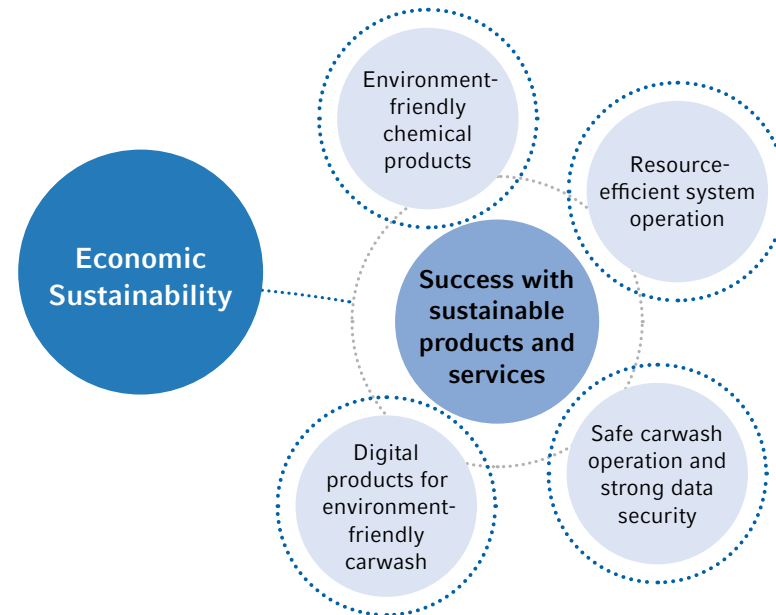 Environment-
friendly
chemical
products
Resource-
efficient system
operation
Economic
Sustainability
Success with
sustainable
products and
services
Safe carwash
operation and
strong data
security
Digital
products for
environment-
friendly
carwash